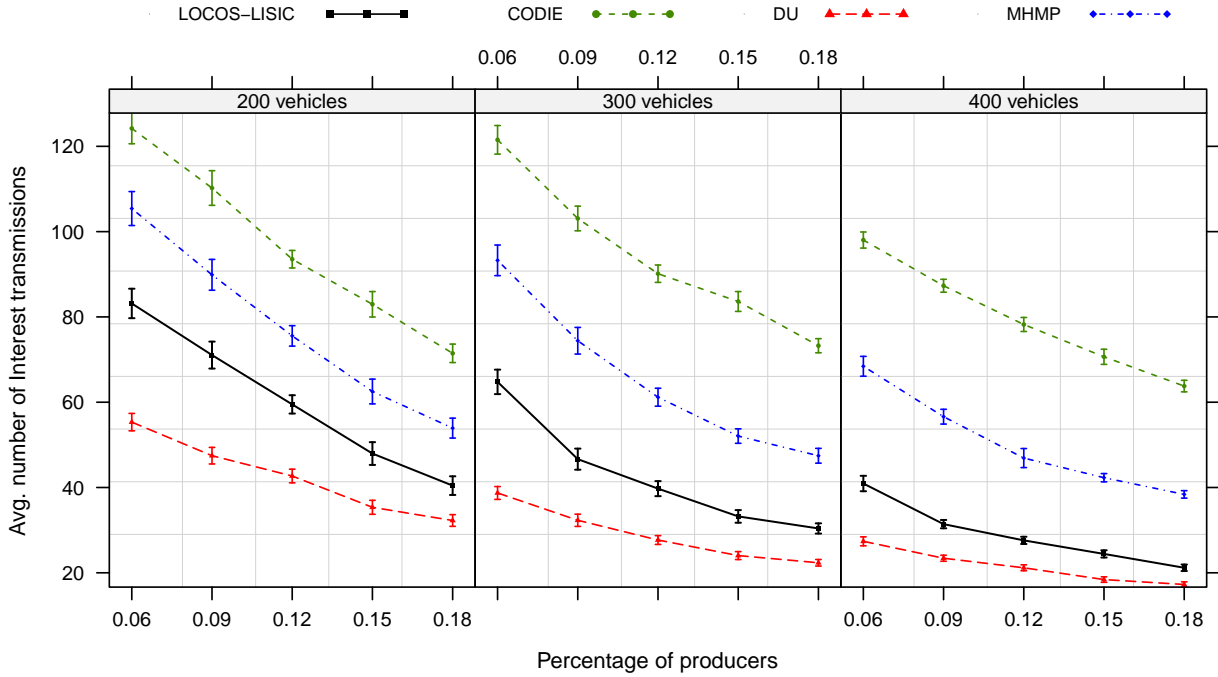 LOCOS−LISIC CODIE DU MHMP
0.06 0.09 0.12 0.15 0.18
200 vehicles 300 vehicles 400 vehicles
120
100
80
60
40
20
Avg. number of Interest transmissions
0.06 0.09 0.12 0.15 0.18 0.06 0.09 0.12 0.15 0.18
Percentage of producers